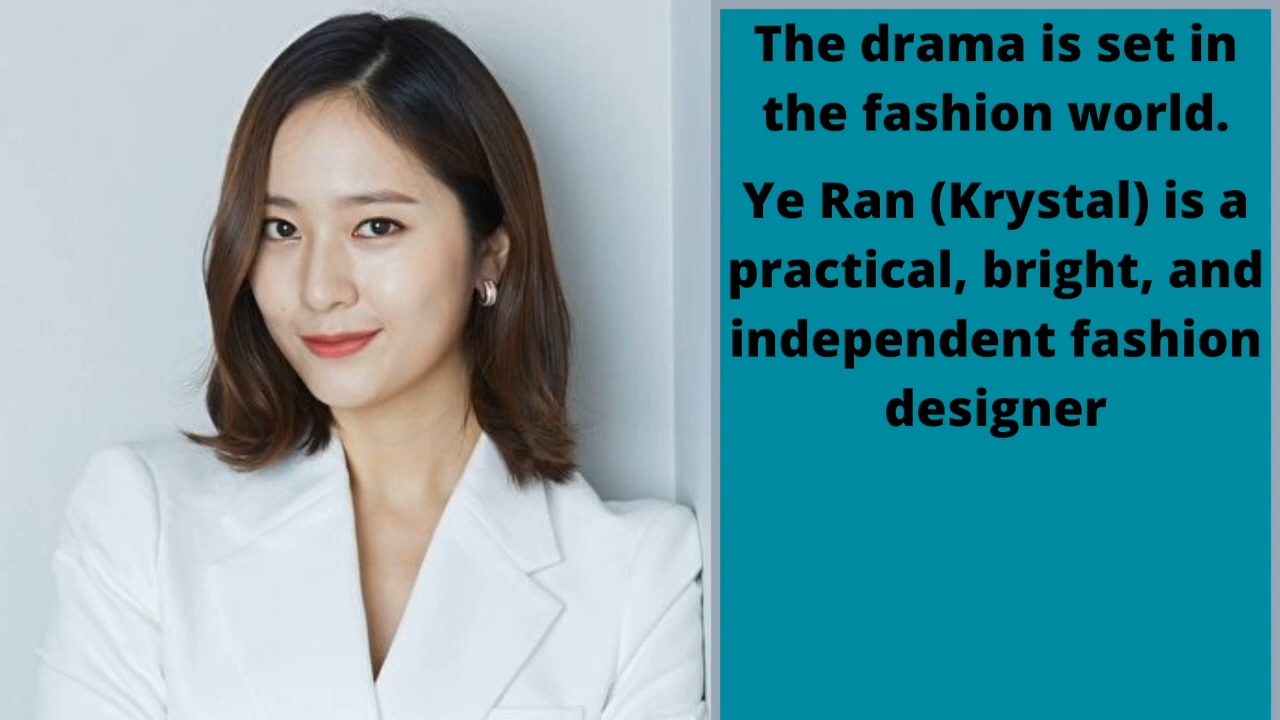 The drama is set in
the fashion world.
Ye Ran (Krystal) is a
practical, bright, and
independent fashion
designer